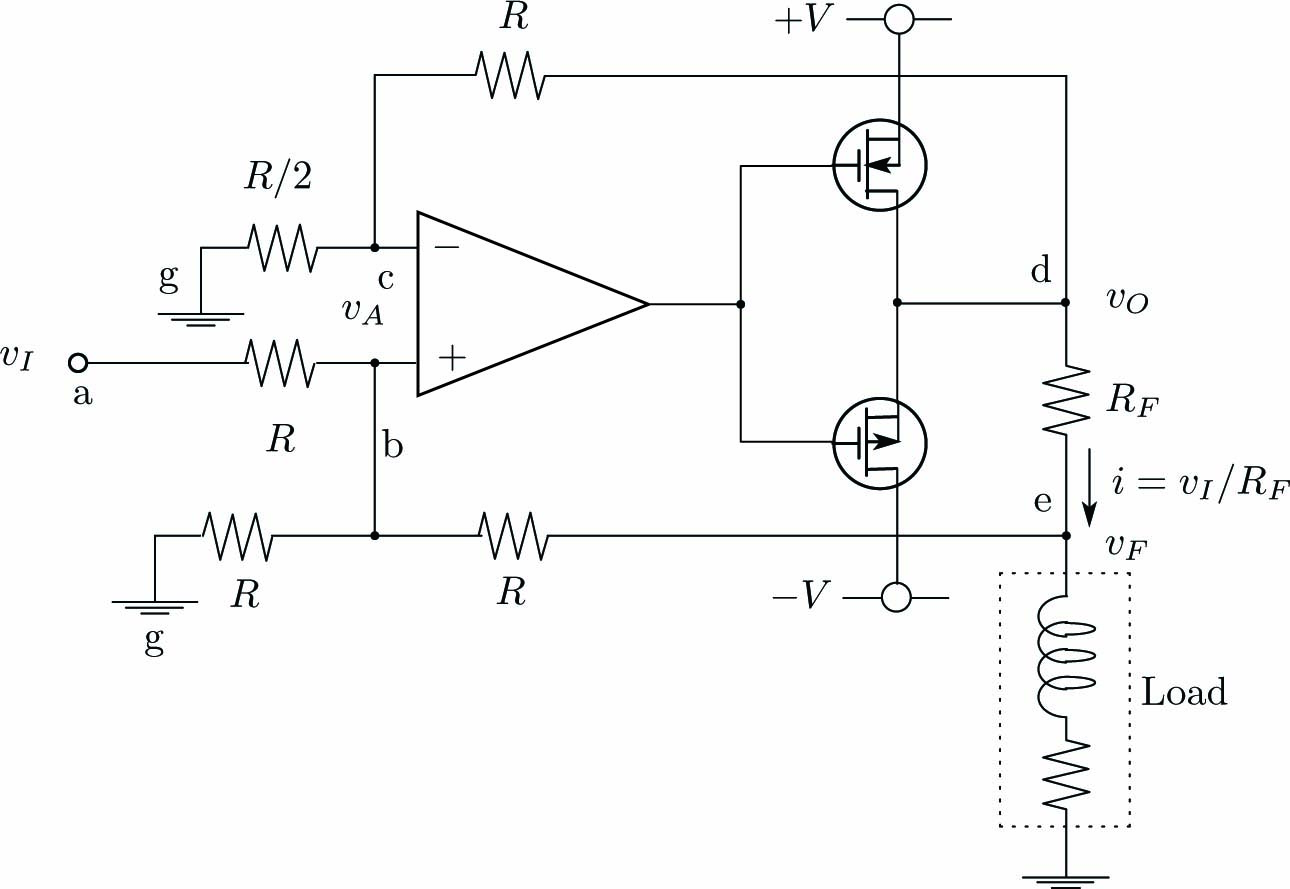 R
+V
R/2
g
c
−
v_A
d
v_O
v_I
a
+
R
b
R_F
i = v_I/R_F
e
v_F
R
R
−V
g
Load